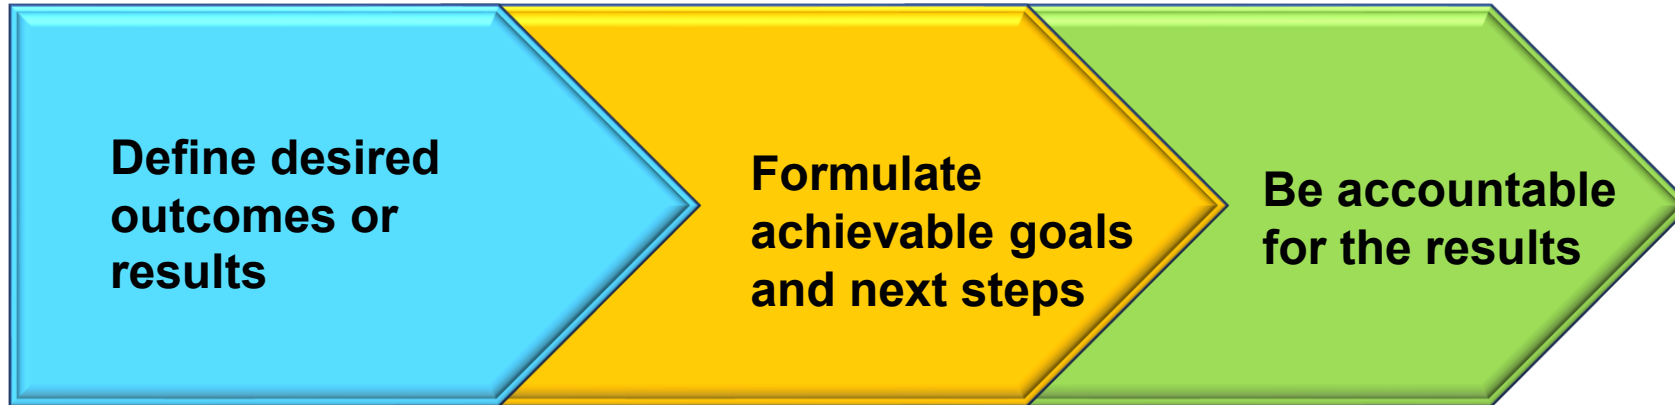 Define desired
outcomes or
results
Formulate
achievable goals
and next steps
Be accountable
for the results